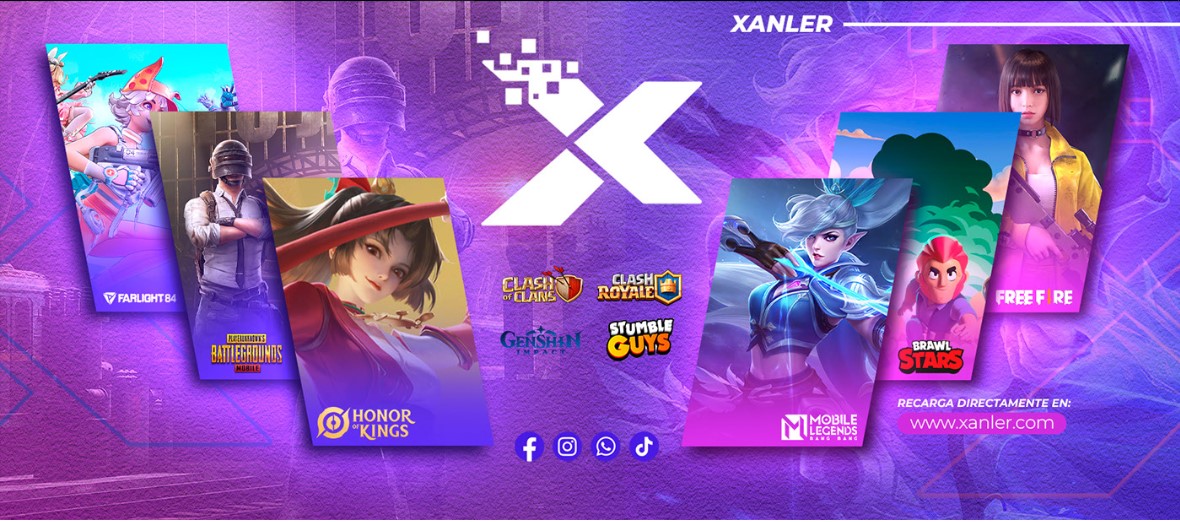 XANLER
FARLIGHT 84
PLAYERUNKNOWN'S
BATTLEGROUNDS
MOBILE
HONOR
OF KINGS
CLASH
OF CLANS
CLASH
ROYALE
GENSHIN
IMPACT
STUMBLE
GUYS
MOBILE
LEGENDS
BANG BANG
BRAWL
STARS
FREE FIRE
RECARGA DIRECTAMENTE EN:
www.xanler.com